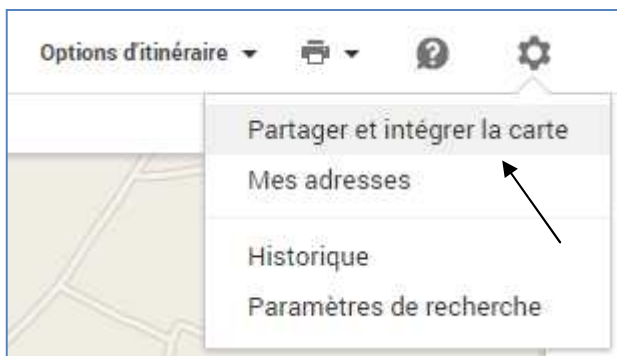 Options d'itinéraire
Partager et intégrer la carte
Mes adresses
Historique
Paramètres de recherche